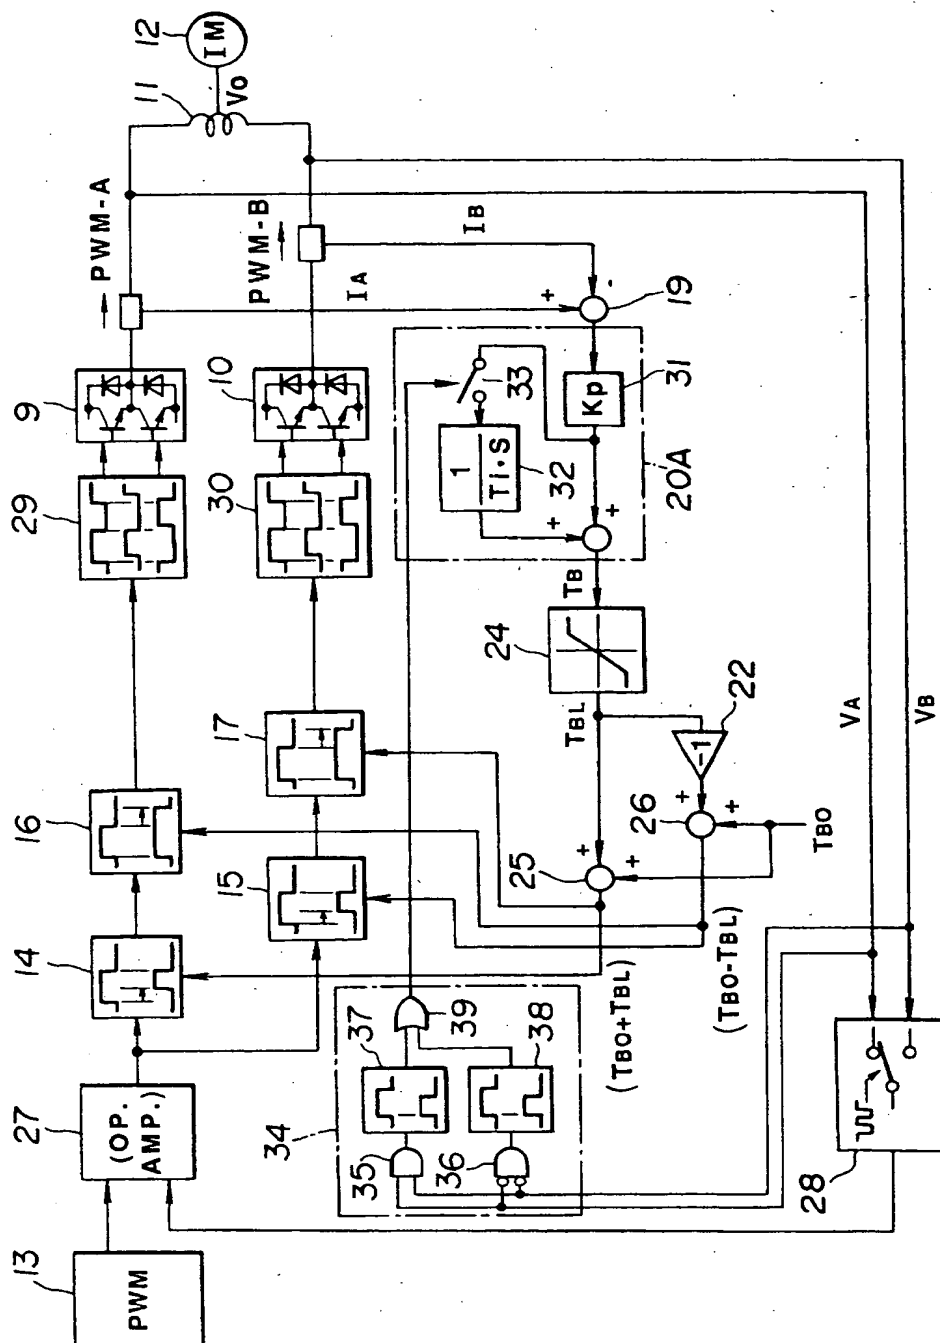 12
IM
11
Vo
PWM-A
PWM-B
IA
IB
+
-
19
9
10
29
30
33
Kp
31
1
Ti·S
32
+
+
20A
TB
24
TBL
22
-1
16
17
14
15
+
+
25
+
+
26
TBO
(TBO+TBL)
(TBO-TBL)
VA
VB
27
(OP.
AMP.)
34
37
39
38
35
36
28
13
PWM